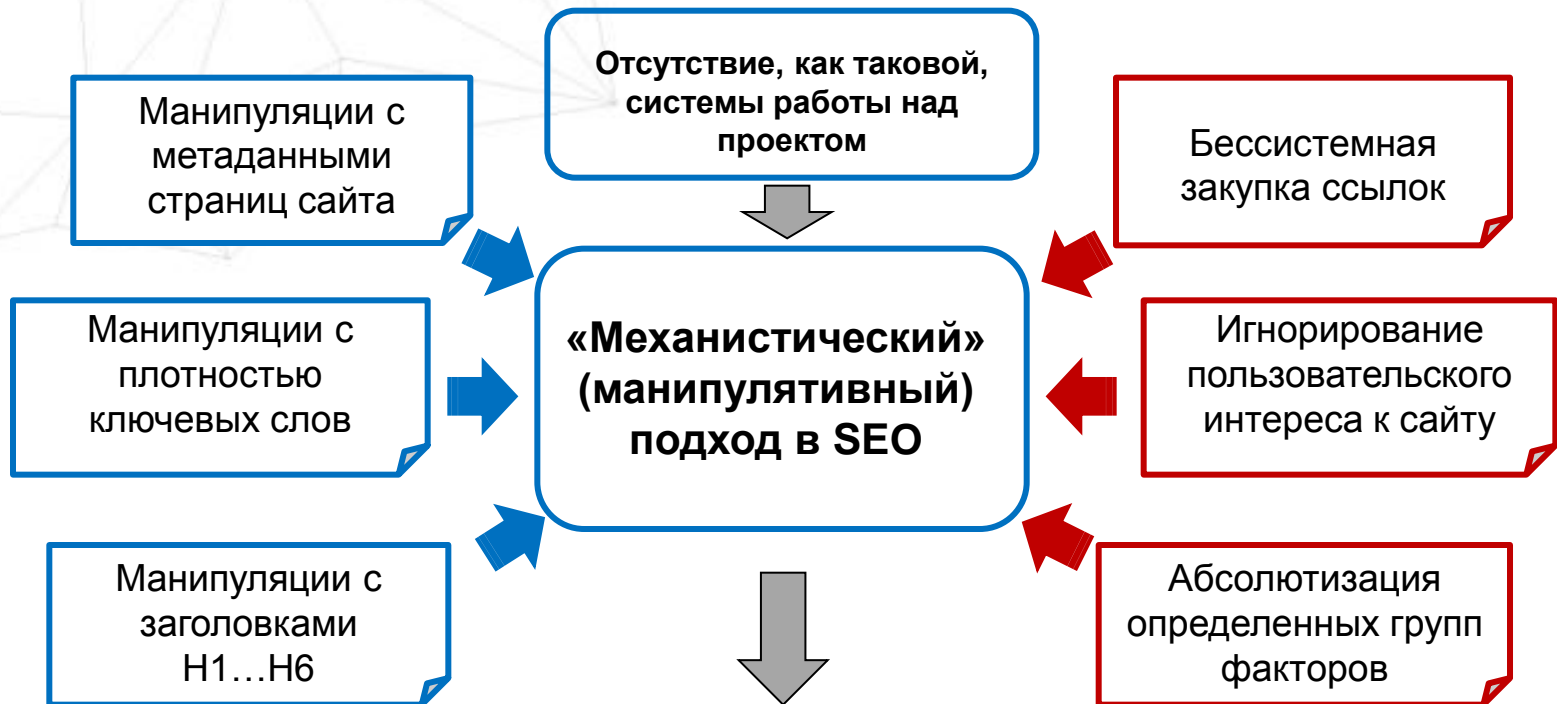 Отсутствие, как таковой,
системы работы над
проектом
Манипуляции с
метаданными
страниц сайта
Бессистемная
закупка ссылок
Манипуляции с
плотностью
ключевых слов
«Механистический»
(манипулятивный)
подход в SEO
Игнорирование
пользовательского
интереса к сайту
Манипуляции с
заголовками
H1…H6
Абсолютизация
определенных групп
факторов